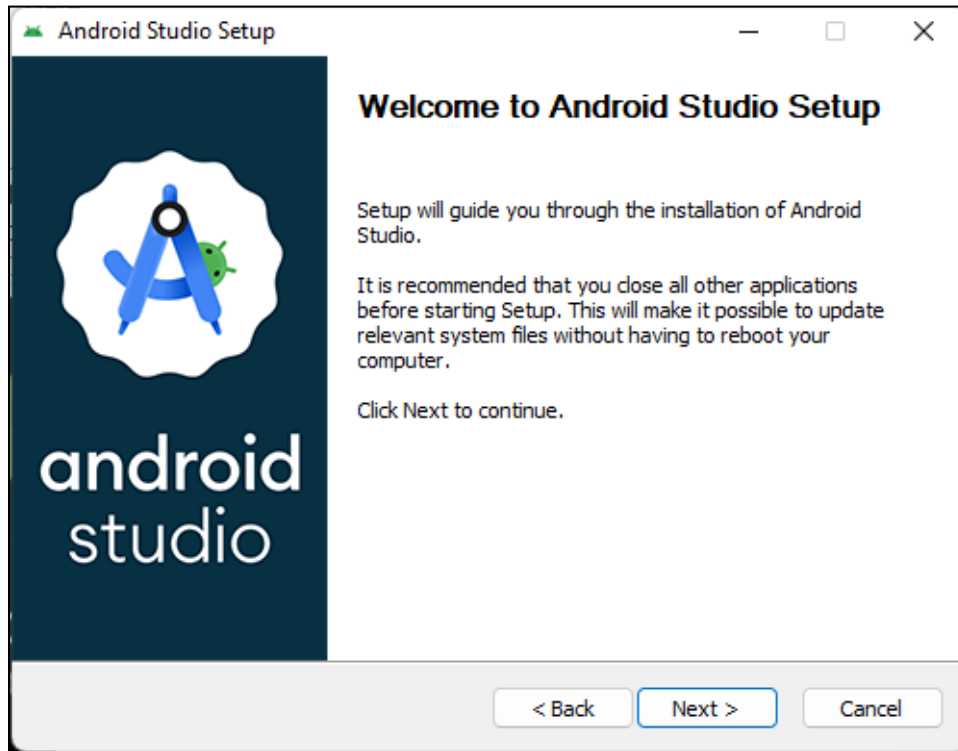 Android Studio Setup
Welcome to Android Studio Setup
Setup will guide you through the installation of Android
Studio.
It is recommended that you close all other applications
before starting Setup. This will make it possible to update
relevant system files without having to reboot your
computer.
Click Next to continue.
android
studio
< Back
Next >
Cancel